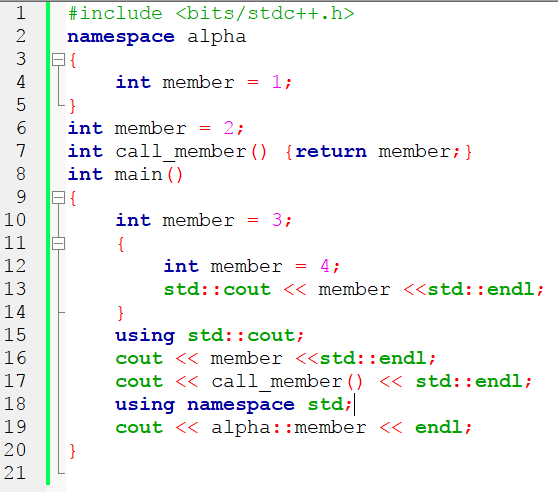 1 #include <bits/stdc++.h>
2 namespace alpha
3 {
4     int member = 1;
5 }
6 int member = 2;
7 int call_member() {return member;}
8 int main()
9 {
10     int member = 3;
11     {
12         int member = 4;
13         std::cout << member <<std::endl;
14     }
15     using std::cout;
16     cout << member <<std::endl;
17     cout << call_member() << std::endl;
18     using namespace std;
19     cout << alpha::member << endl;
20 }
21